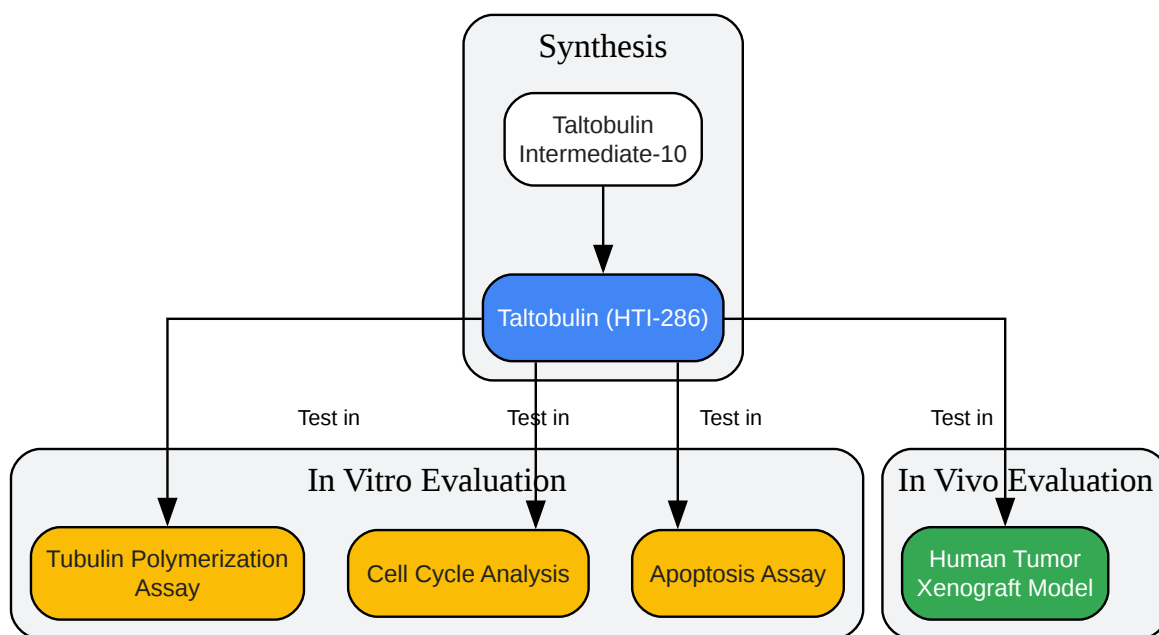 Synthesis
Taltobulin
Intermediate-10
Taltobulin (HTI-286)
Test in
Test in
Test in
Test in
In Vitro Evaluation
In Vivo Evaluation
Tubulin Polymerization
Assay
Cell Cycle Analysis
Apoptosis Assay
Human Tumor
Xenograft Model